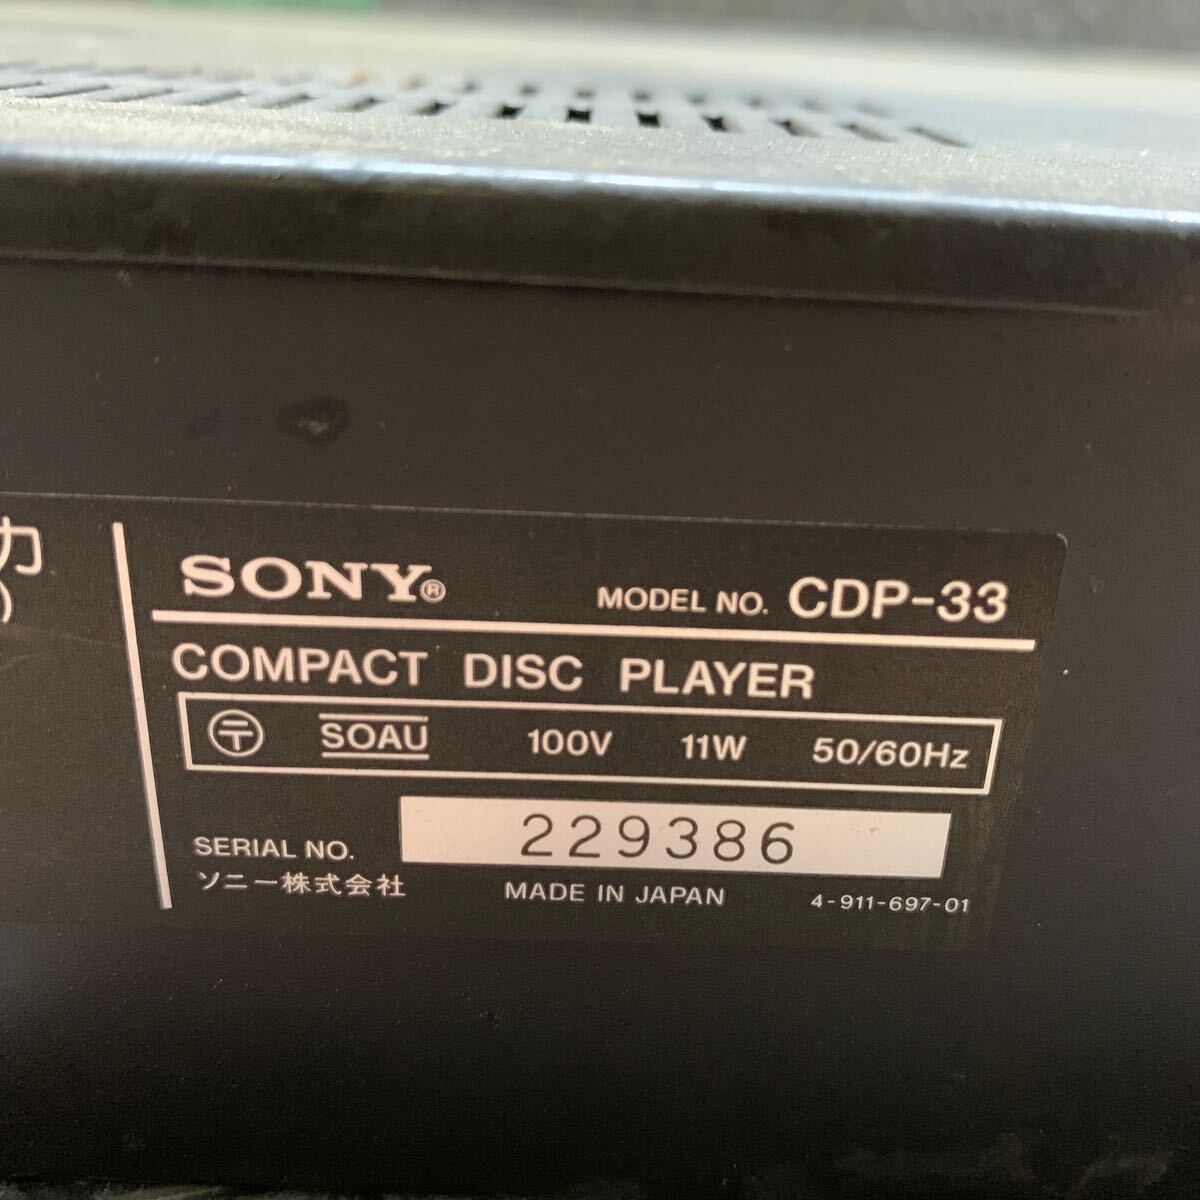 カ
)
SONY®
MODEL NO. CDP-33
COMPACT DISC PLAYER
〒 SOAU 100V 11W 50/60Hz
SERIAL NO. 229386
ソニー株式会社 MADE IN JAPAN 4-911-697-01